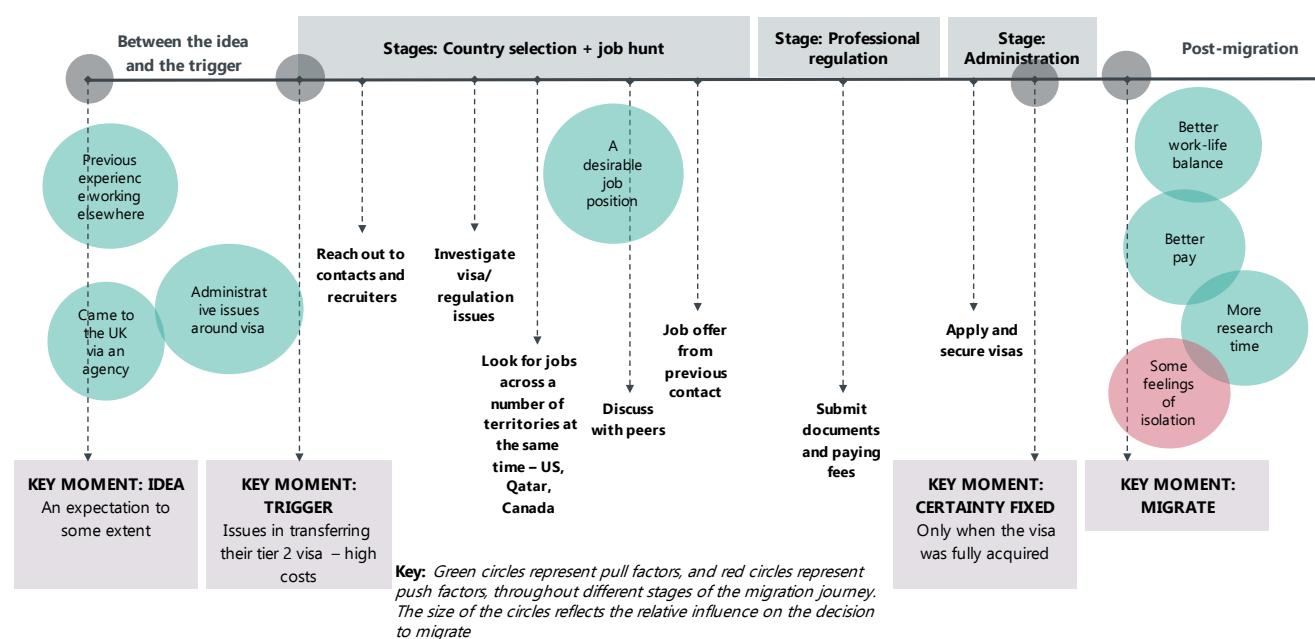 Between the idea
and the trigger
Stages: Country selection + job hunt
Stage: Professional
regulation
Stage:
Administration
Post-migration
Previous
experienc
e working
elsewhere
Came to
the UK
via an
agency
Administrat
ive issues
around visa
Reach out to
contacts and
recruiters
Investigate
visa/
regulation
issues
Look for jobs
across a
number of
territories at
the same
time – US,
Qatar,
Canada
A
desirable
job
position
Discuss
with peers
Job offer
from
previous
contact
Submit
documents
and paying
fees
Apply and
secure visas
Better
work-life
balance
Better
pay
More
research
time
Some
feelings
of
isolation
KEY MOMENT: IDEA
An expectation to
some extent
KEY MOMENT:
TRIGGER
Issues in transferring
their tier 2 visa – high
costs
KEY MOMENT:
CERTAINTY FIXED
Only when the visa
was fully acquired
KEY MOMENT:
MIGRATE
Key: Green circles represent pull factors, and red circles represent
push factors, throughout different stages of the migration journey.
The size of the circles reflects the relative influence on the decision
to migrate